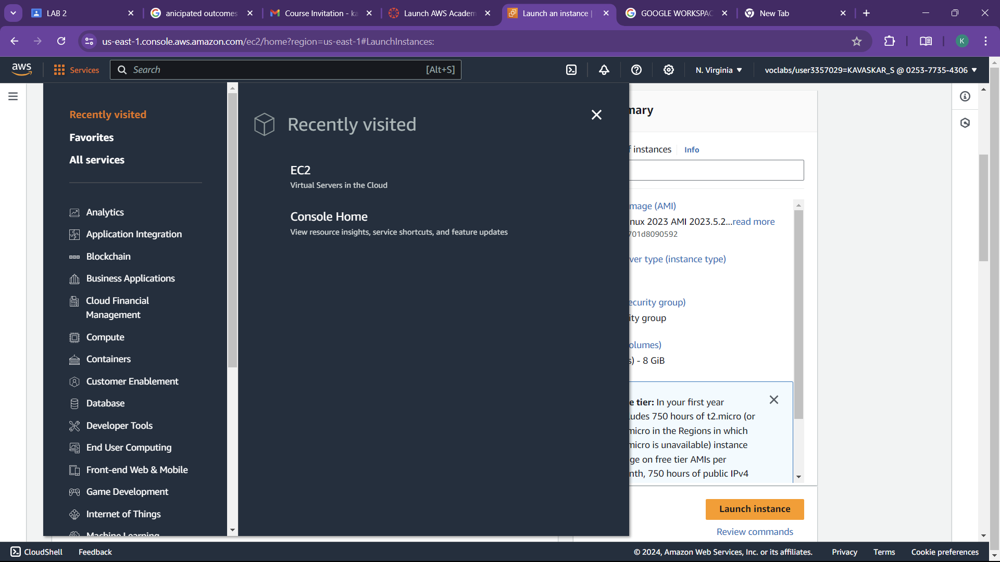 LAB 2
anicipated outcomes
Course Invitation - ka
Launch AWS Academ
Launch an instance |
GOOGLE WORKSPAC
New Tab
us-east-1.console.aws.amazon.com/ec2/home?region=us-east-1#LaunchInstances:
K
aws
Services
Search
[Alt+S]
N. Virginia
voclabs/user3357029=KAVASKAR_S @ 0253-7735-4306
Recently visited
Favorites
All services
Analytics
Application Integration
Blockchain
Business Applications
Cloud Financial
Management
Compute
Containers
Customer Enablement
Database
Developer Tools
End User Computing
Front-end Web & Mobile
Game Development
Internet of Things
Machine Learning
Recently visited
EC2
Virtual Servers in the Cloud
Console Home
View resource insights, service shortcuts, and feature updates
mary
f instances
Info
mage (AMI)
nux 2023 AMI 2023.5.2...read more
701d8090592
ver type (instance type)
ecurity group)
ity group
olumes)
s) - 8 GiB
e tier: In your first year
ludes 750 hours of t2.micro (or
micro in the Regions in which
micro is unavailable) instance
ge on free tier AMIs per
nth, 750 hours of public IPv4
Launch instance
Review commands
CloudShell
Feedback
© 2024, Amazon Web Services, Inc. or its affiliates.
Privacy
Terms
Cookie preferences